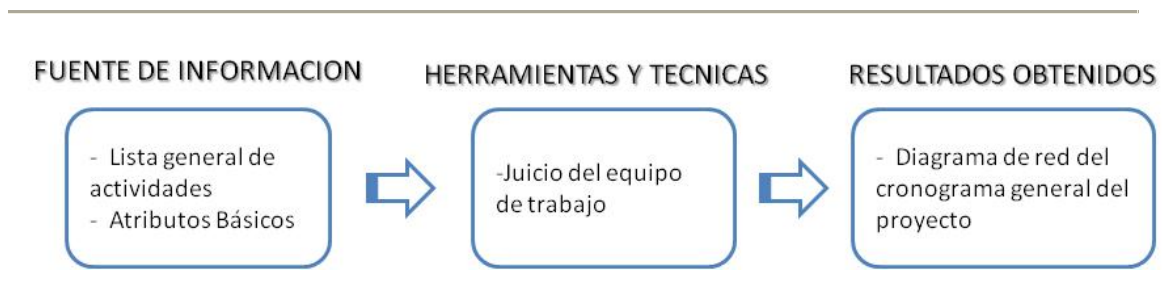 FUENTE DE INFORMACION
- Lista general de
actividades
- Atributos Básicos
HERRAMIENTAS Y TECNICAS
-Juicio del equipo
de trabajo
RESULTADOS OBTENIDOS
- Diagrama de red del
cronograma general del
proyecto